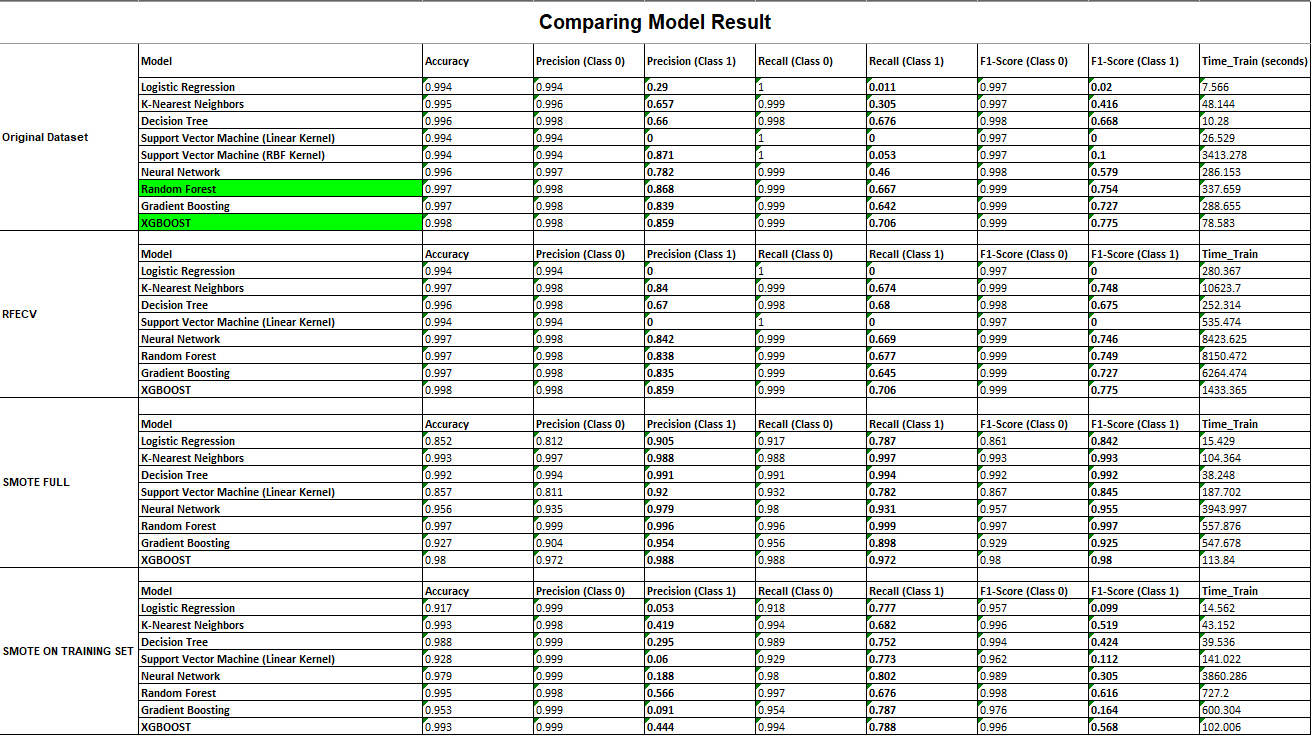 Comparing Model Result
Model Accuracy Precision (Class 0) Precision (Class 1) Recall (Class 0) Recall (Class 1) F1-Score (Class 0) F1-Score (Class 1) Time_Train (seconds)
Logistic Regression 0.994 0.994 0.29 1 0.011 0.997 0.02 7.566
K-Nearest Neighbors 0.995 0.996 0.657 0.999 0.305 0.997 0.416 48.144
Decision Tree 0.996 0.998 0.66 0.998 0.676 0.998 0.668 10.28
Original Dataset
Support Vector Machine (Linear Kernel) 0.994 0.994 0 1 0 0.997 0 26.529
Support Vector Machine (RBF Kernel) 0.994 0.994 0.871 1 0.053 0.997 0.1 3413.278
Neural Network 0.996 0.997 0.782 0.999 0.46 0.998 0.579 286.153
Random Forest 0.997 0.998 0.868 0.999 0.667 0.999 0.754 337.659
Gradient Boosting 0.997 0.998 0.839 0.999 0.642 0.999 0.727 288.655
XGBOOST 0.998 0.998 0.859 0.999 0.706 0.999 0.775 78.583
Model Accuracy Precision (Class 0) Precision (Class 1) Recall (Class 0) Recall (Class 1) F1-Score (Class 0) F1-Score (Class 1) Time_Train
Logistic Regression 0.994 0.994 0 1 0 0.997 0 280.367
K-Nearest Neighbors 0.997 0.998 0.84 0.999 0.674 0.999 0.748 10623.7
Decision Tree 0.996 0.998 0.67 0.998 0.68 0.998 0.675 252.314
RFECV
Support Vector Machine (Linear Kernel) 0.994 0.994 0 1 0 0.997 0 535.474
Neural Network 0.997 0.998 0.842 0.999 0.669 0.999 0.746 8423.625
Random Forest 0.997 0.998 0.838 0.999 0.677 0.999 0.749 8150.472
Gradient Boosting 0.997 0.998 0.835 0.999 0.645 0.999 0.727 6264.474
XGBOOST 0.998 0.998 0.859 0.999 0.706 0.999 0.775 1433.365
Model Accuracy Precision (Class 0) Precision (Class 1) Recall (Class 0) Recall (Class 1) F1-Score (Class 0) F1-Score (Class 1) Time_Train
Logistic Regression 0.852 0.812 0.905 0.917 0.787 0.861 0.842 15.429
K-Nearest Neighbors 0.993 0.997 0.988 0.988 0.997 0.993 0.993 104.364
Decision Tree 0.992 0.994 0.991 0.991 0.994 0.992 0.992 38.248
SMOTE FULL
Support Vector Machine (Linear Kernel) 0.857 0.811 0.92 0.932 0.782 0.867 0.845 187.702
Neural Network 0.956 0.935 0.979 0.98 0.931 0.957 0.955 3943.997
Random Forest 0.997 0.999 0.996 0.996 0.999 0.997 0.997 557.876
Gradient Boosting 0.927 0.904 0.954 0.956 0.898 0.929 0.925 547.678
XGBOOST 0.98 0.972 0.988 0.988 0.972 0.98 0.98 113.84
Model Accuracy Precision (Class 0) Precision (Class 1) Recall (Class 0) Recall (Class 1) F1-Score (Class 0) F1-Score (Class 1) Time_Train
Logistic Regression 0.917 0.999 0.053 0.918 0.777 0.957 0.099 14.562
K-Nearest Neighbors 0.993 0.998 0.419 0.994 0.682 0.996 0.519 43.152
Decision Tree 0.988 0.999 0.295 0.989 0.752 0.994 0.424 39.536
SMOTE ON TRAINING SET
Support Vector Machine (Linear Kernel) 0.928 0.999 0.06 0.929 0.773 0.962 0.112 141.022
Neural Network 0.979 0.999 0.188 0.98 0.802 0.989 0.305 3860.286
Random Forest 0.995 0.998 0.566 0.997 0.676 0.998 0.616 727.2
Gradient Boosting 0.953 0.999 0.091 0.954 0.787 0.976 0.164 600.304
XGBOOST 0.993 0.999 0.444 0.994 0.788 0.996 0.568 102.006